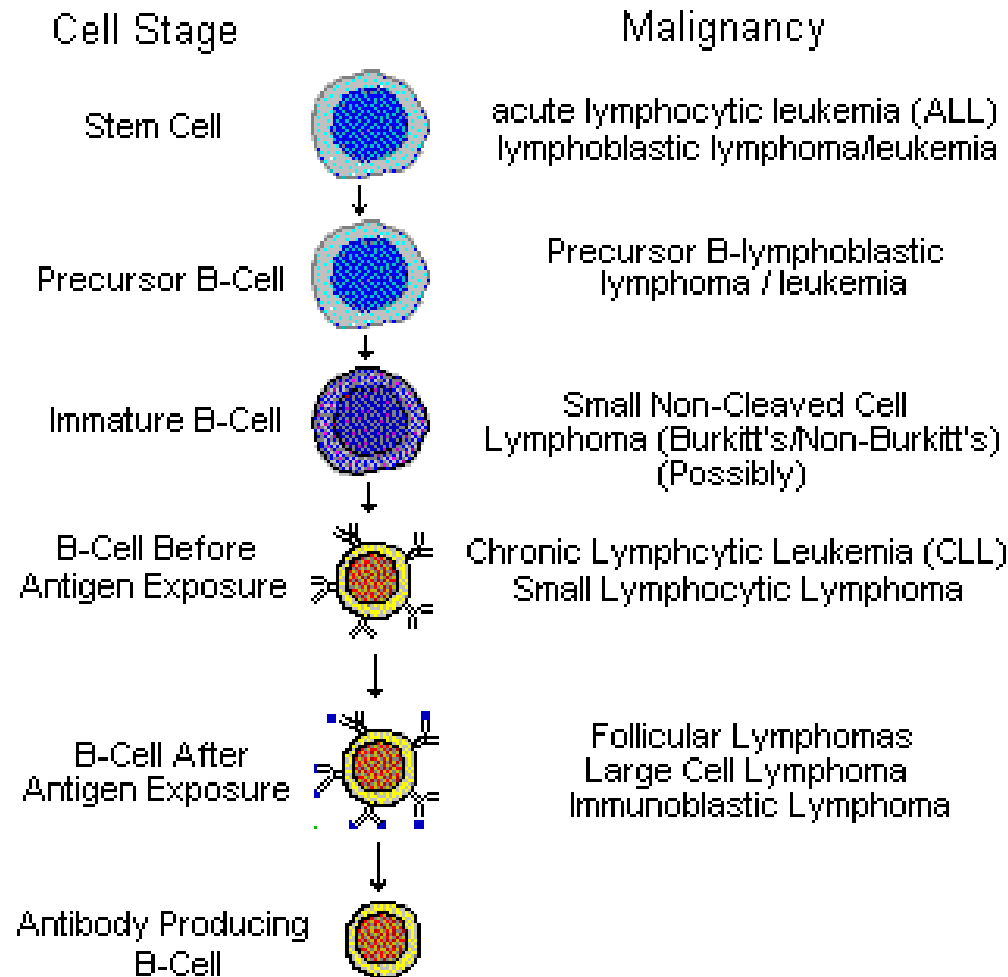 Cell Stage
Malignancy
Stem Cell
acute lymphocytic leukemia (ALL)
lymphoblastic lymphoma/leukemia
Precursor B-Cell
Precursor B-lymphoblastic
lymphoma / leukemia
Immature B-Cell
Small Non-Cleaved Cell
Lymphoma (Burkitt's/Non-Burkitt's)
(Possibly)
B-Cell Before
Antigen Exposure
Chronic Lymphcytic Leukemia (CLL)
Small Lymphocytic Lymphoma
B-Cell After
Antigen Exposure
Follicular Lymphomas
Large Cell Lymphoma
Immunoblastic Lymphoma
Antibody Producing
B-Cell